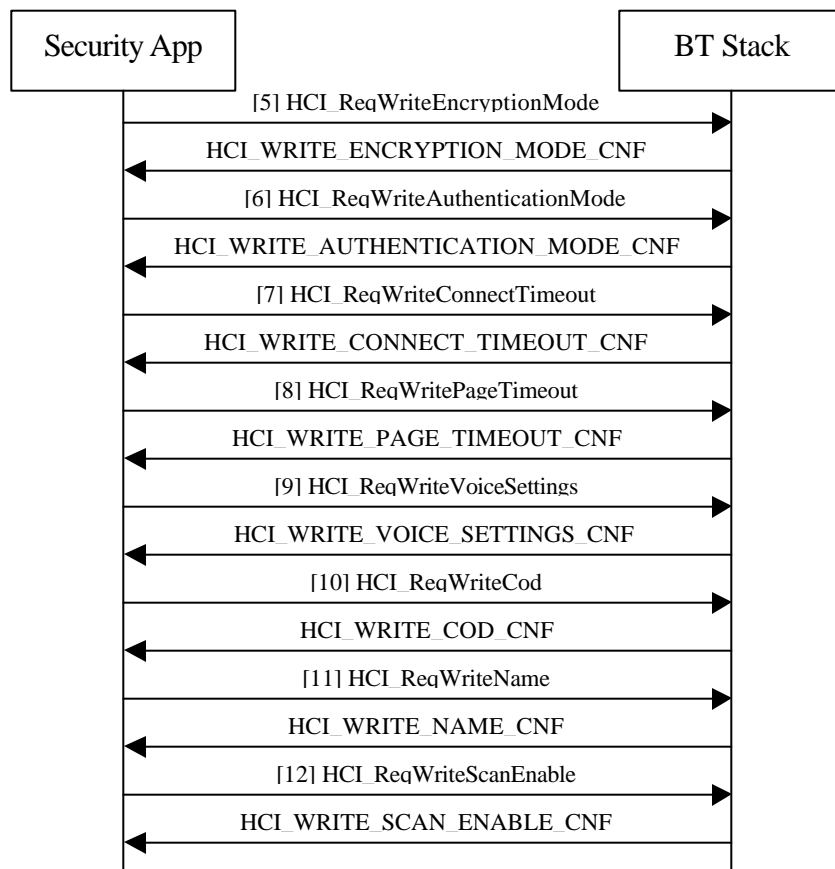 Security App
BT Stack
[5] HCI_ReqWriteEncryptionMode
HCI_WRITE_ENCRYPTION_MODE_CNF
[6] HCI_ReqWriteAuthenticationMode
HCI_WRITE_AUTHENTICATION_MODE_CNF
[7] HCI_ReqWriteConnectTimeout
HCI_WRITE_CONNECT_TIMEOUT_CNF
[8] HCI_ReqWritePageTimeout
HCI_WRITE_PAGE_TIMEOUT_CNF
[9] HCI_ReqWriteVoiceSettings
HCI_WRITE_VOICE_SETTINGS_CNF
[10] HCI_ReqWriteCod
HCI_WRITE_COD_CNF
[11] HCI_ReqWriteName
HCI_WRITE_NAME_CNF
[12] HCI_ReqWriteScanEnable
HCI_WRITE_SCAN_ENABLE_CNF